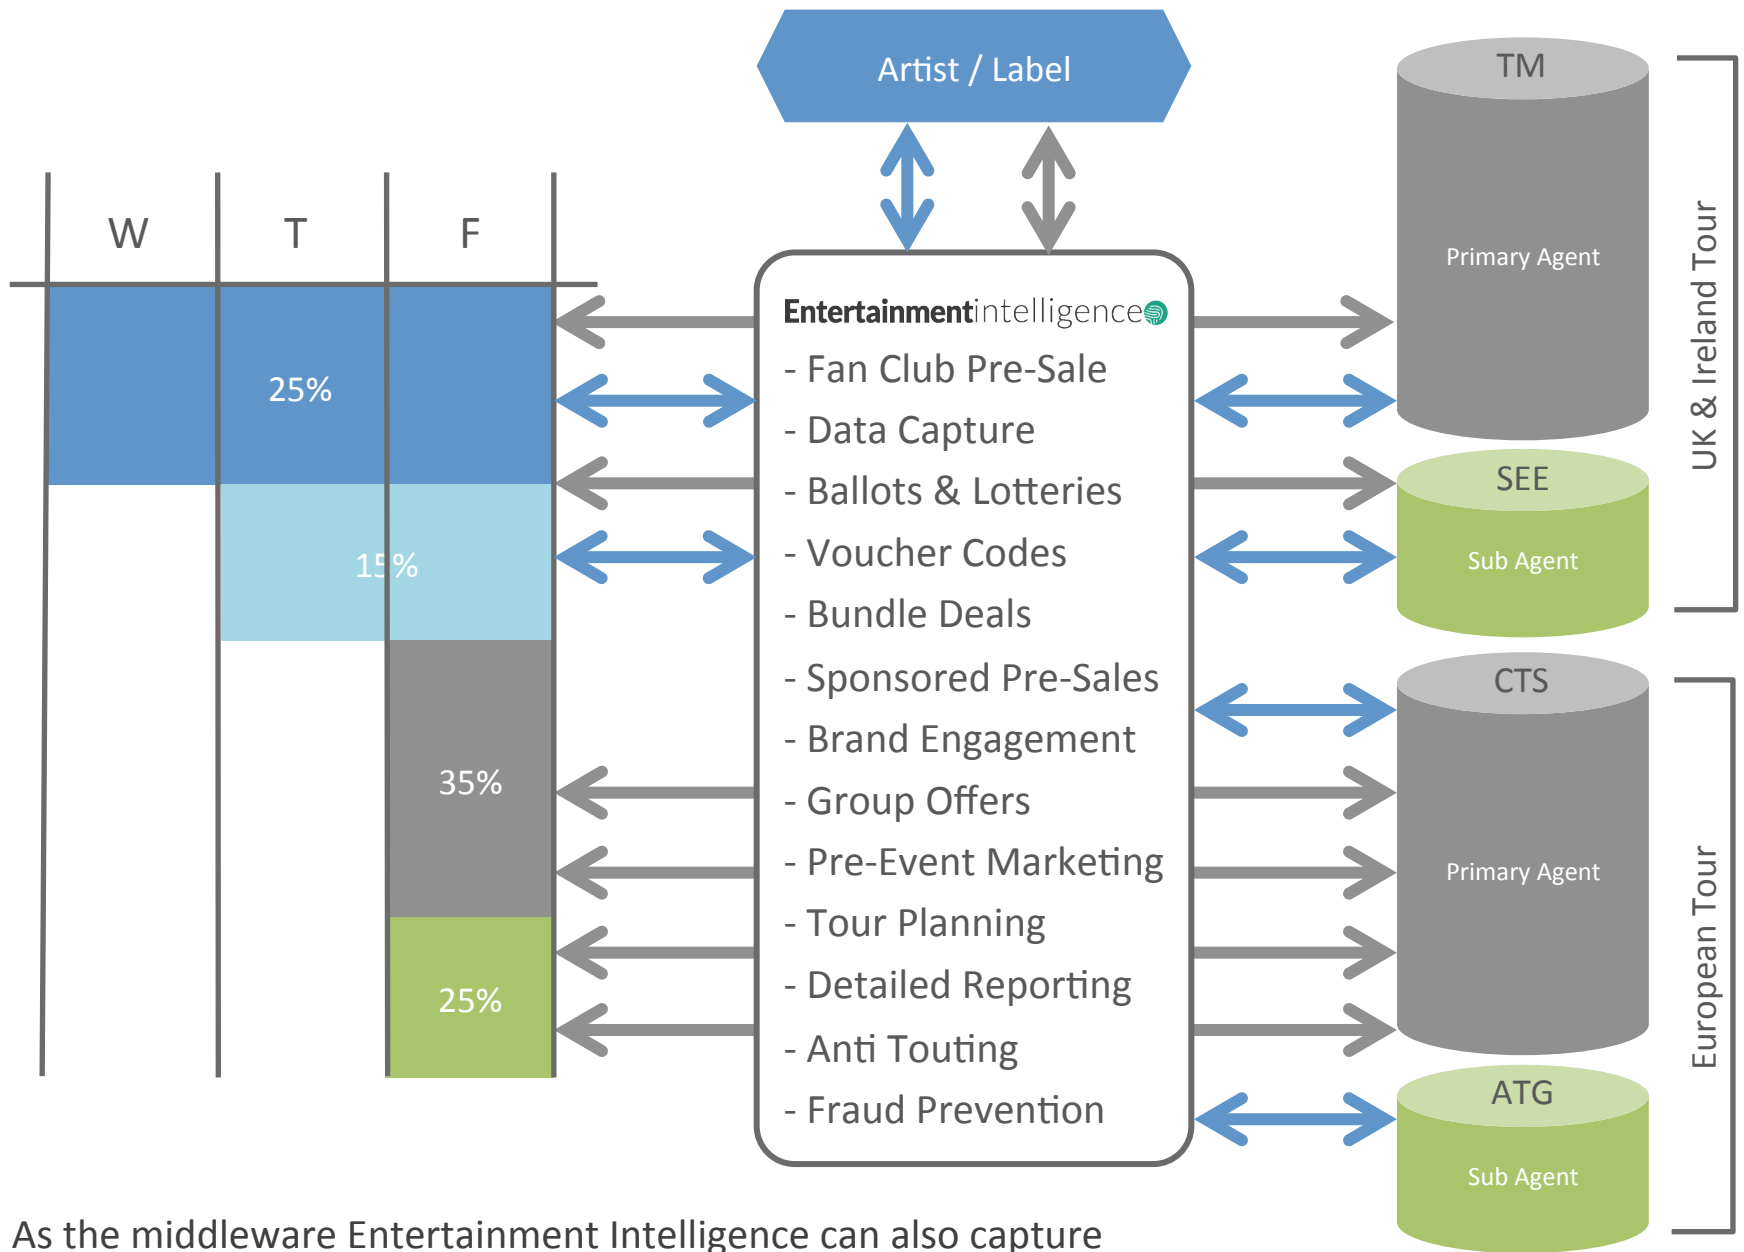 Artist / Label
W T F
25%
15%
35%
25%
Entertainmentintelligence
- Fan Club Pre-Sale
- Data Capture
- Ballots & Lotteries
- Voucher Codes
- Bundle Deals
- Sponsored Pre-Sales
- Brand Engagement
- Group Offers
- Pre-Event Marketing
- Tour Planning
- Detailed Reporting
- Anti Touting
- Fraud Prevention
TM
Primary Agent
SEE
Sub Agent
UK & Ireland Tour
CTS
Primary Agent
ATG
Sub Agent
European Tour
As the middleware Entertainment Intelligence can also capture